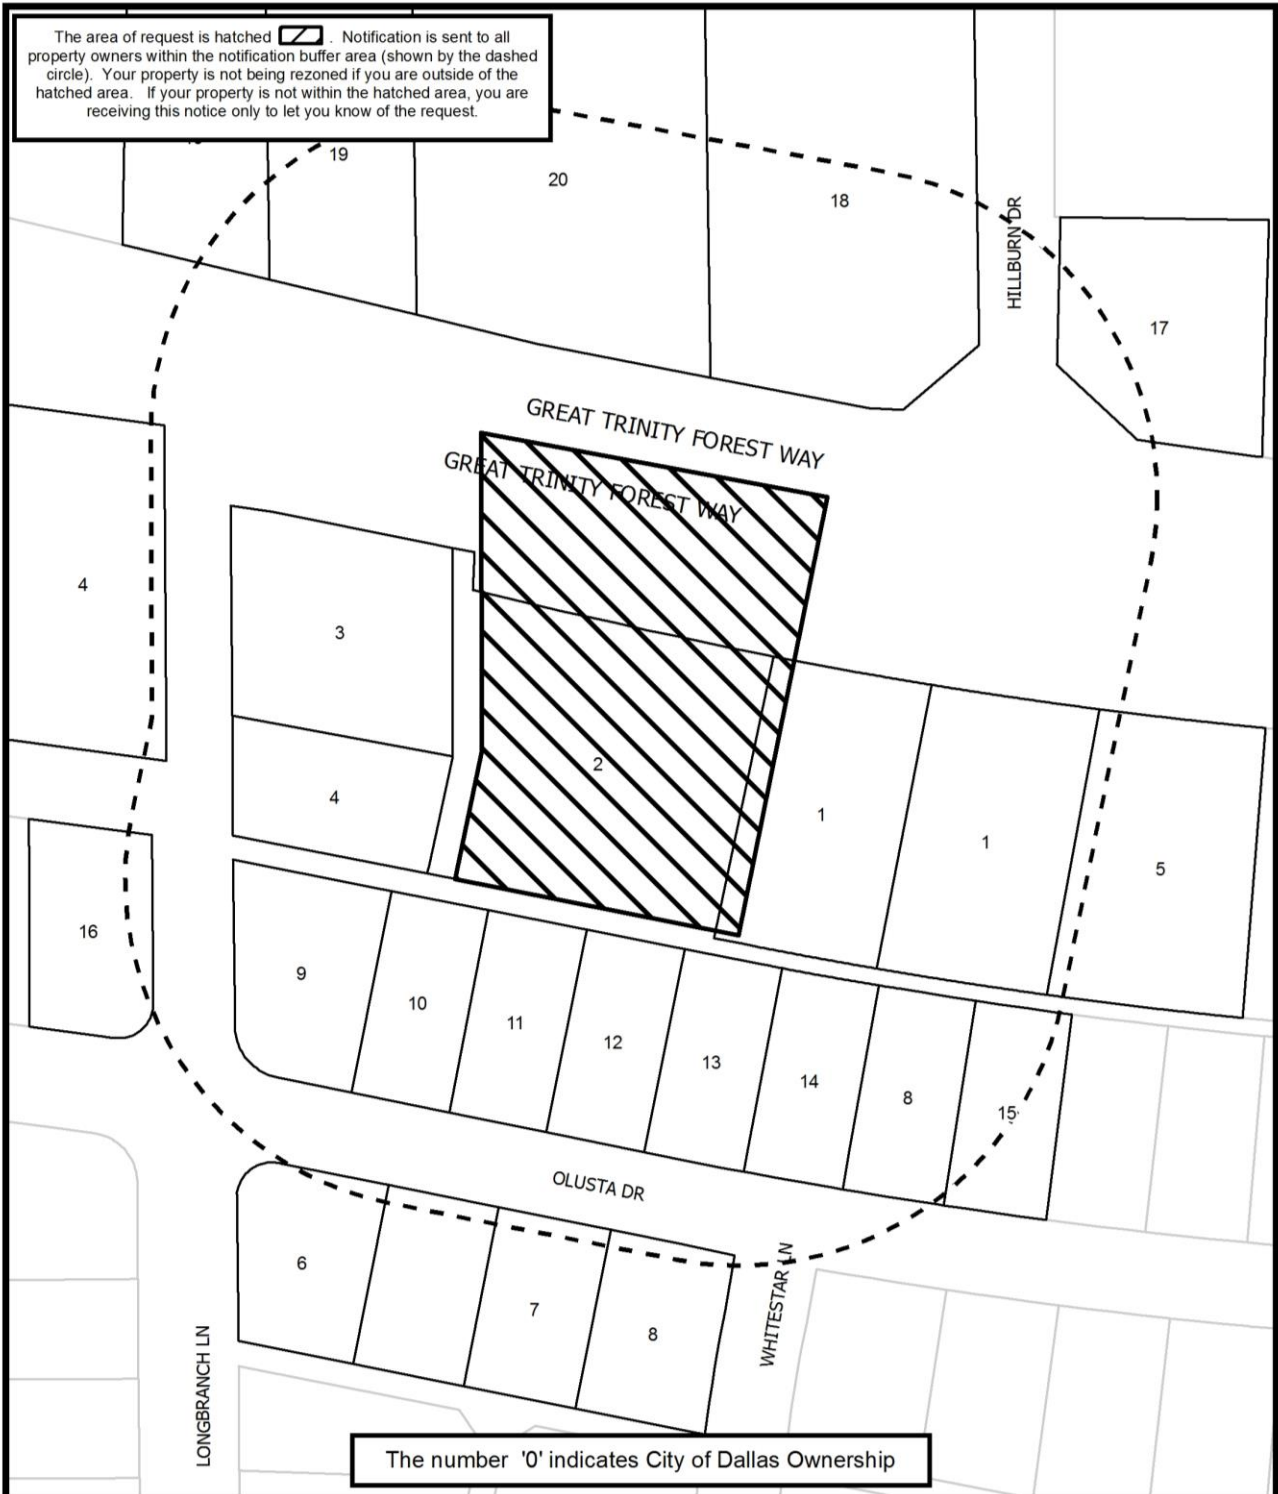 The area of request is hatched . Notification is sent to all
property owners within the notification buffer area (shown by the dashed
circle). Your property is not being rezoned if you are outside of the
hatched area. If your property is not within the hatched area, you are
receiving this notice only to let you know of the request.
19
20
18
HILLBURN DR
17
GREAT TRINITY FOREST WAY
GREAT TRINITY FOREST WAY
4
3
2
4
1
1
5
16
9
10
11
12
13
14
8
15
OLUSTA DR
6
7
8
WHITESTAR LN
LONGBRANCH LN
The number '0' indicates City of Dallas Ownership